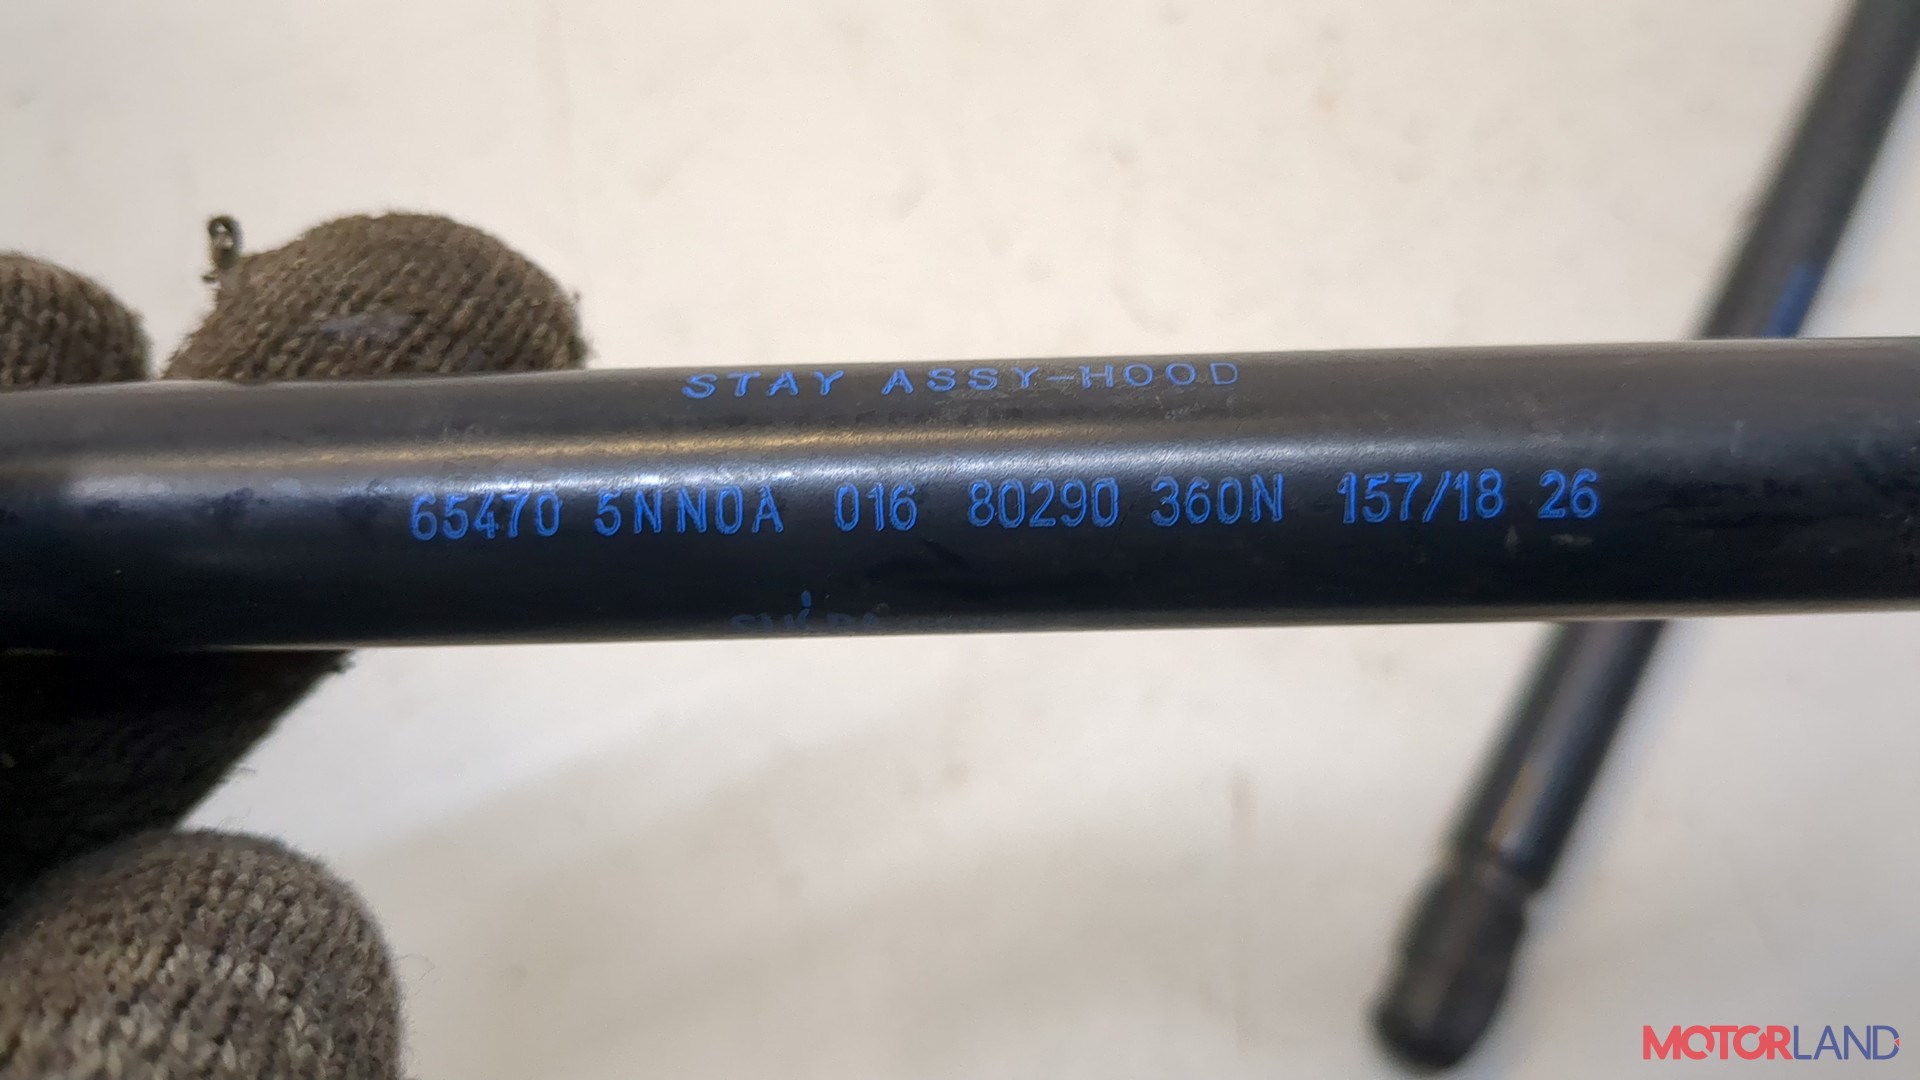 STAY ASSY-HOOD
65470 5NN0A 016 80290 360N 157/18 26
MOTORLAND